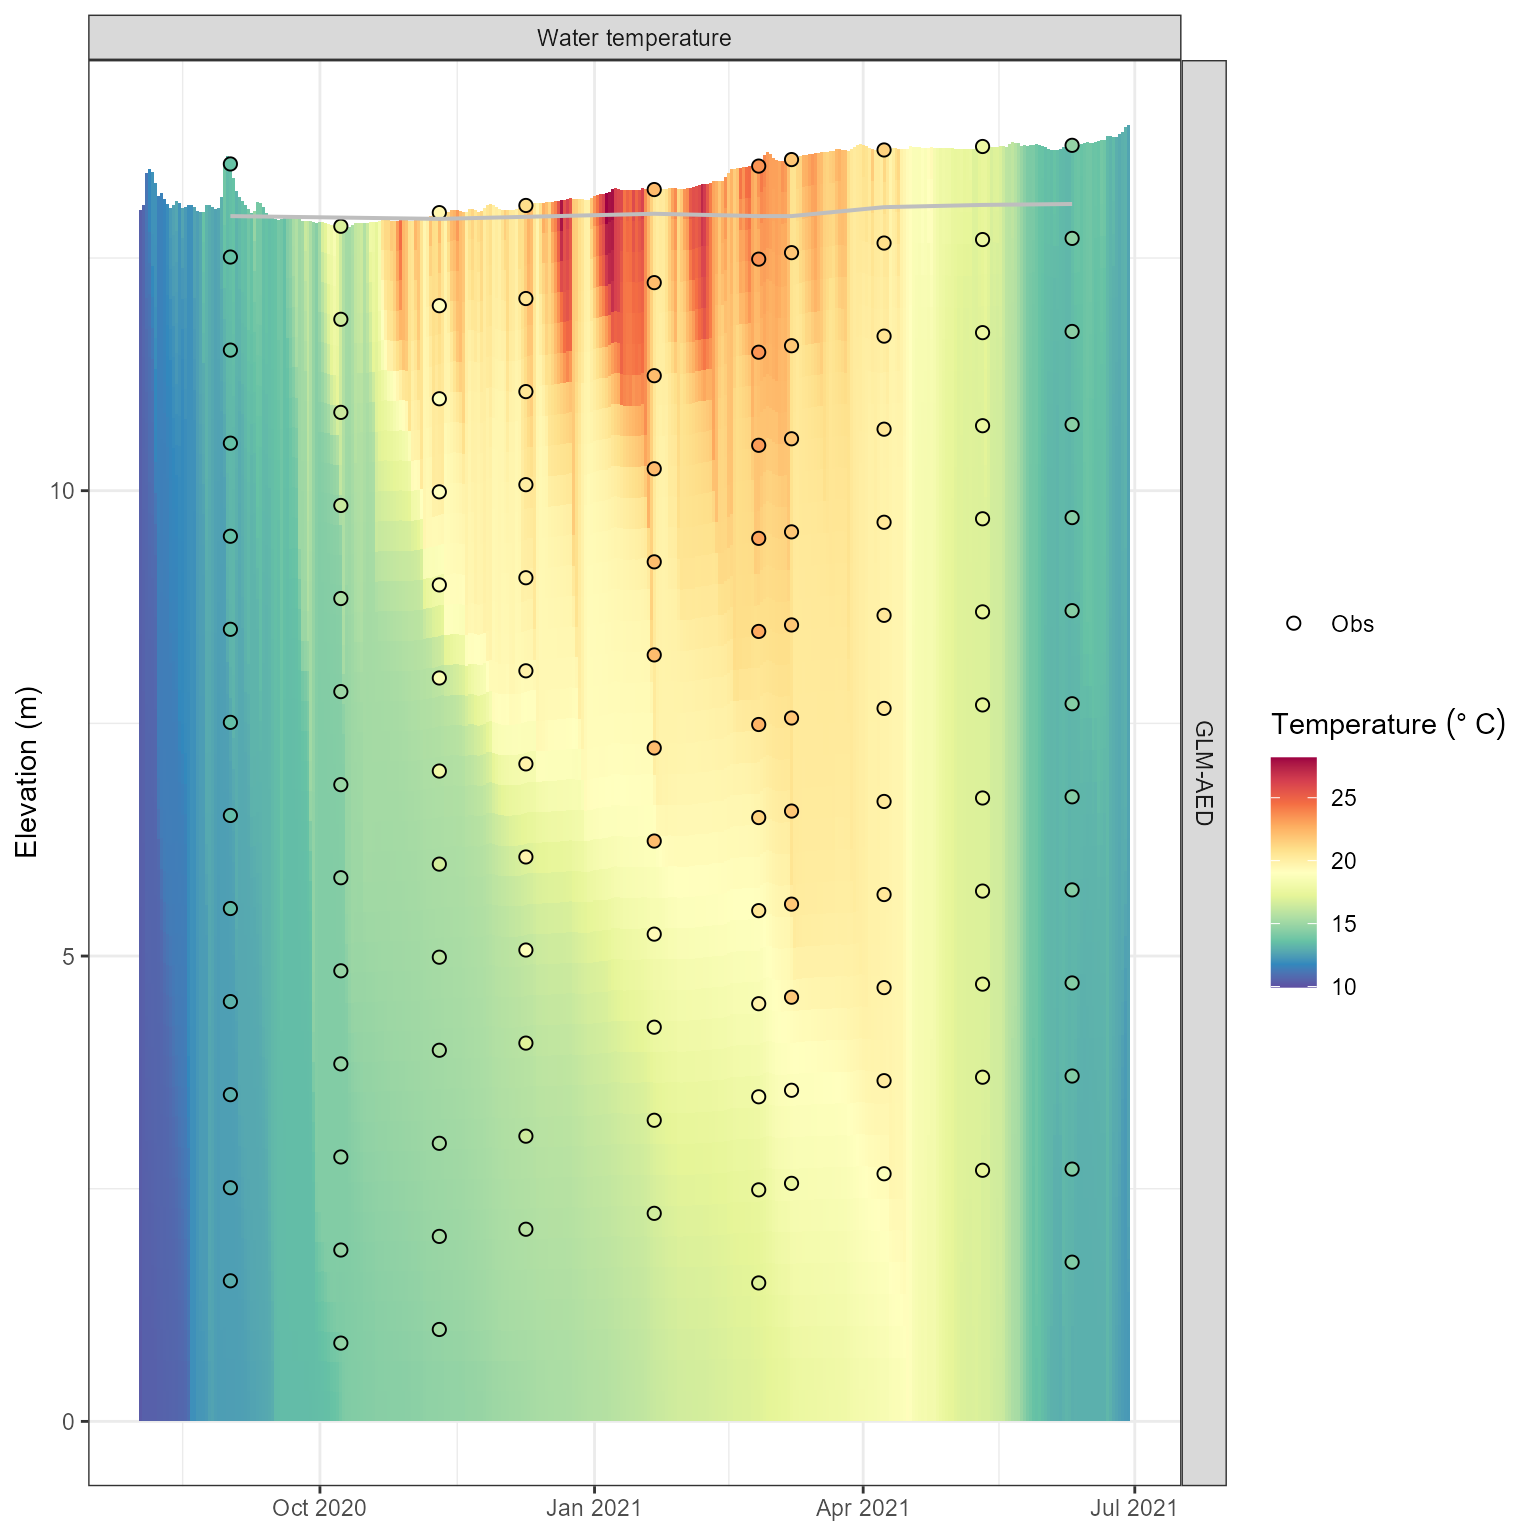 Water temperature
GLM-AED
Elevation (m)
10
5
0
Oct 2020
Jan 2021
Apr 2021
Jul 2021
Obs
Temperature (° C)
25
20
15
10